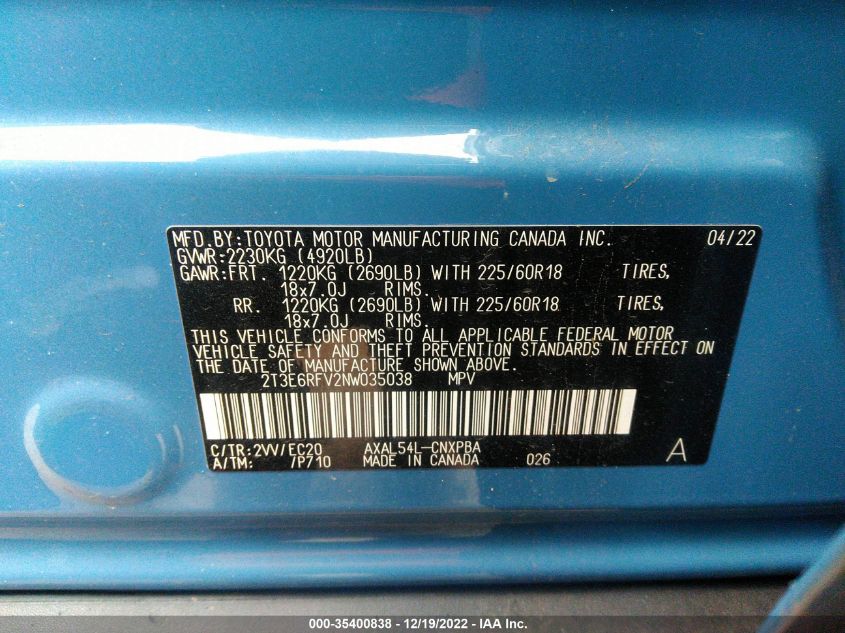 MFD.BY:TOYOTA MOTOR MANUFACTURING CANADA INC. 04/22
GVWR:2230KG (4920LB)
GAWR:FRT. 1220KG (2690LB) WITH 225/60R18 TIRES,
18x7.0J RIMS.
RR. 1220KG (2690LB) WITH 225/60R18 TIRES,
18x7.0J RIMS.
THIS VEHICLE CONFORMS TO ALL APPLICABLE FEDERAL MOTOR
VEHICLE SAFETY AND THEFT PREVENTION STANDARDS IN EFFECT ON
THE DATE OF MANUFACTURE SHOWN ABOVE.
2T3E6RFV2NW035038 MPV
C/TR:2VV/EC20 AXAL54L-CNXPBA
A/TM: /P710 MADE IN CANADA 026 A
000-35400838 - 12/19/2022 - IAA Inc.